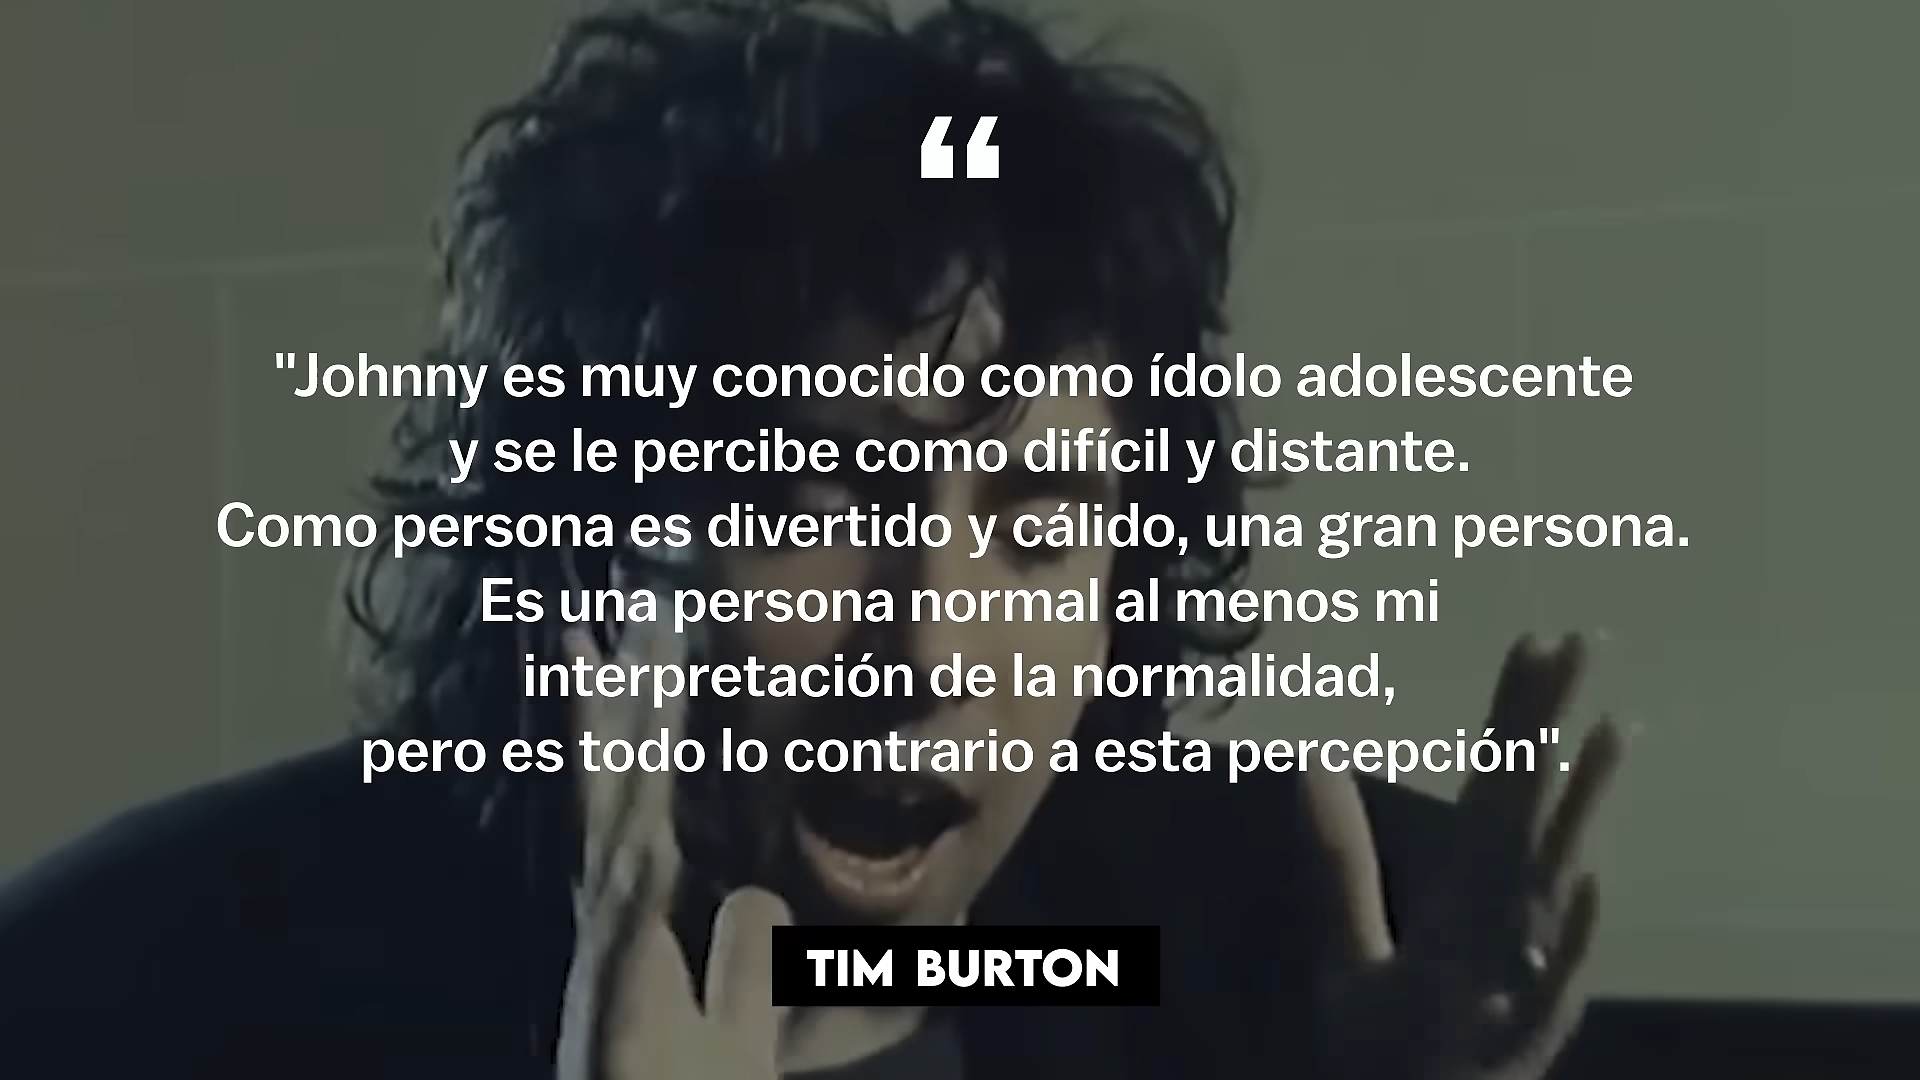 “
"Johnny es muy conocido como ídolo adolescente
y se le percibe como difícil y distante.
Como persona es divertido y cálido, una gran persona.
Es una persona normal al menos mi
interpretación de la normalidad,
pero es todo lo contrario a esta percepción".
TIM BURTON